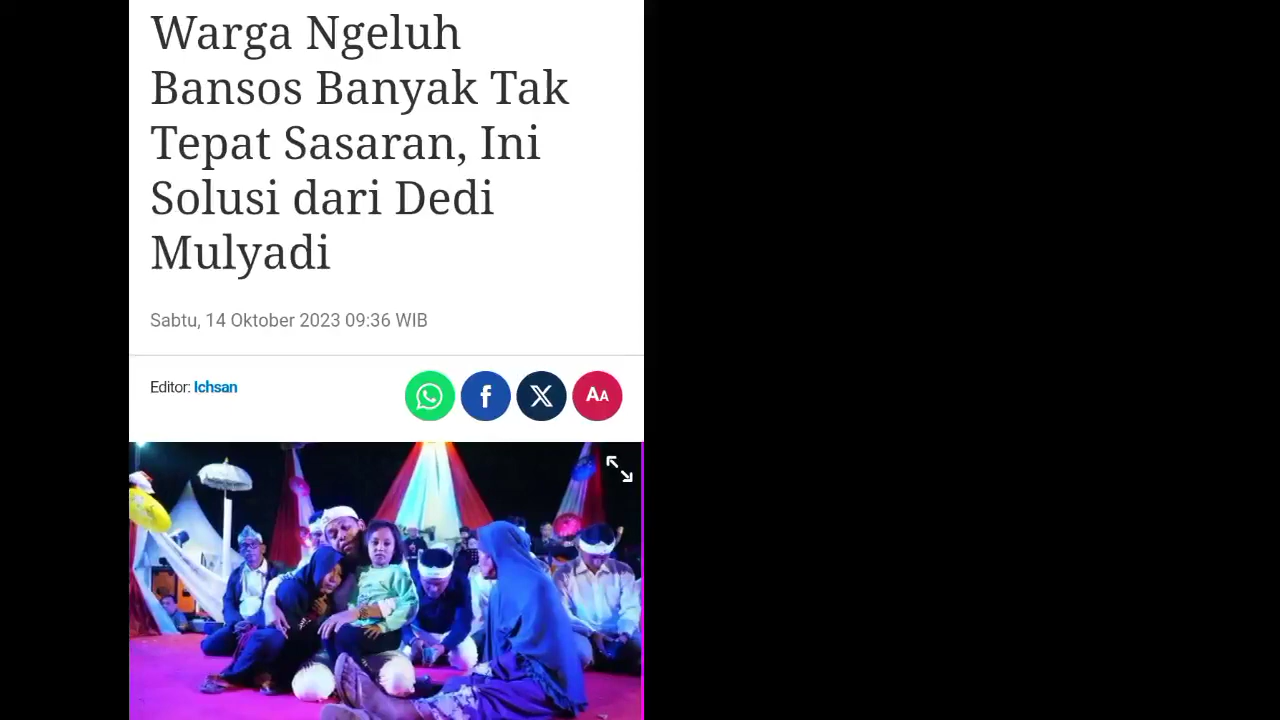 Warga Ngeluh
Bansos Banyak Tak
Tepat Sasaran, Ini
Solusi dari Dedi
Mulyadi
Sabtu, 14 Oktober 2023 09:36 WIB
Editor: Ichsan
AA